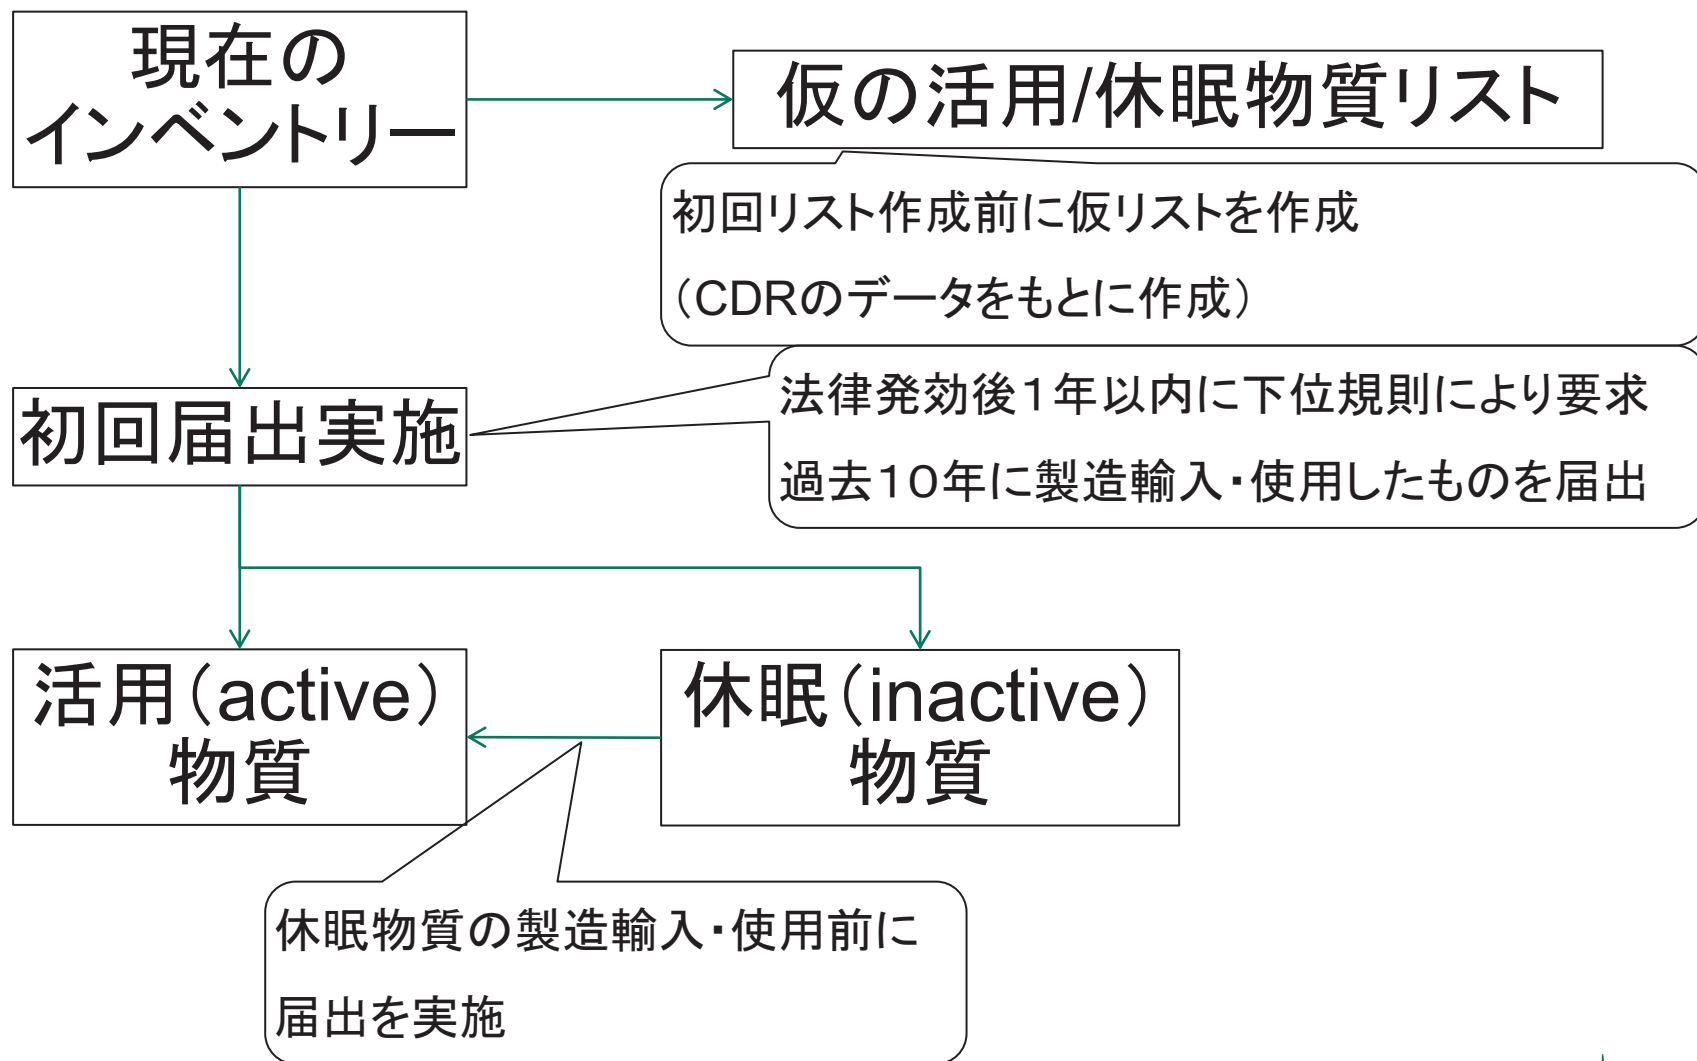 現在の
インベントリー
仮の活用/休眠物質リスト
初回リスト作成前に仮リストを作成
（CDRのデータをもとに作成）
初回届出実施
法律発効後１年以内に下位規則により要求
過去１０年に製造輸入・使用したものを届出
活用（active）
物質
休眠（inactive）
物質
休眠物質の製造輸入・使用前に
届出を実施